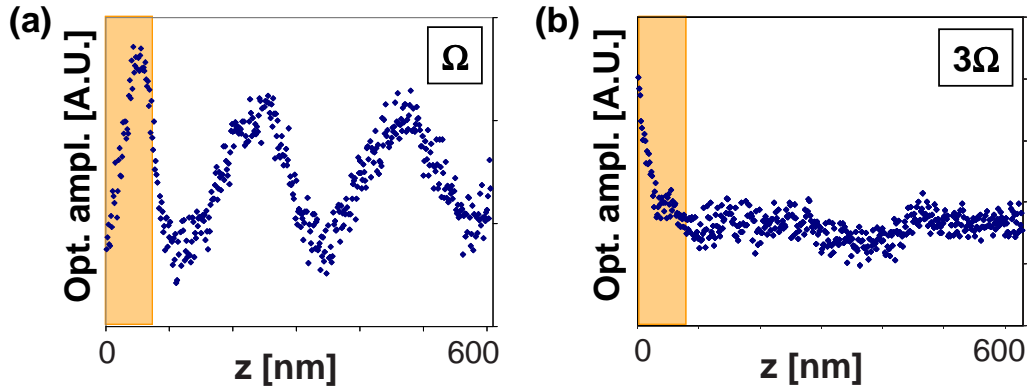 (a)
Opt. ampl. [A.U.]
Ω
0
600
z [nm]
(b)
Opt. ampl. [A.U.]
3Ω
0
600
z [nm]